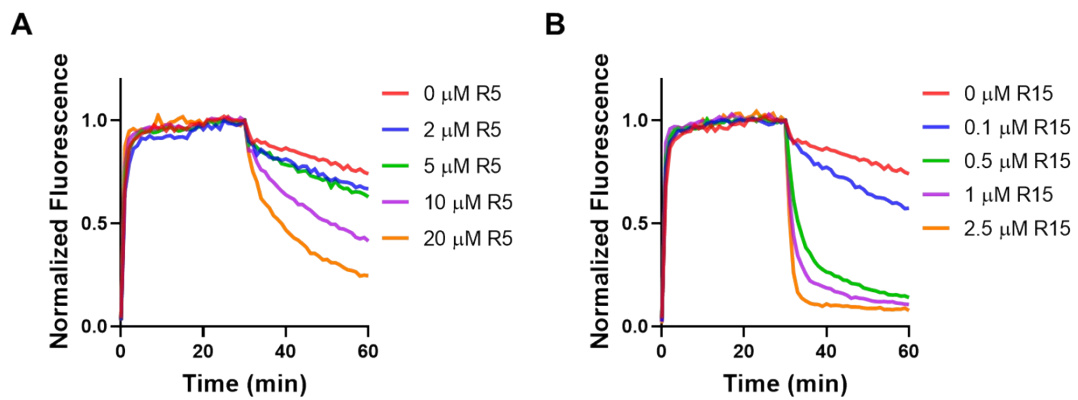 A
Normalized Fluorescence
1.0
0.5
0.0
0
20
40
60
Time (min)
0 μM R5
2 μM R5
5 μM R5
10 μM R5
20 μM R5
B
Normalized Fluorescence
1.0
0.5
0.0
0
20
40
60
Time (min)
0 μM R15
0.1 μM R15
0.5 μM R15
1 μM R15
2.5 μM R15